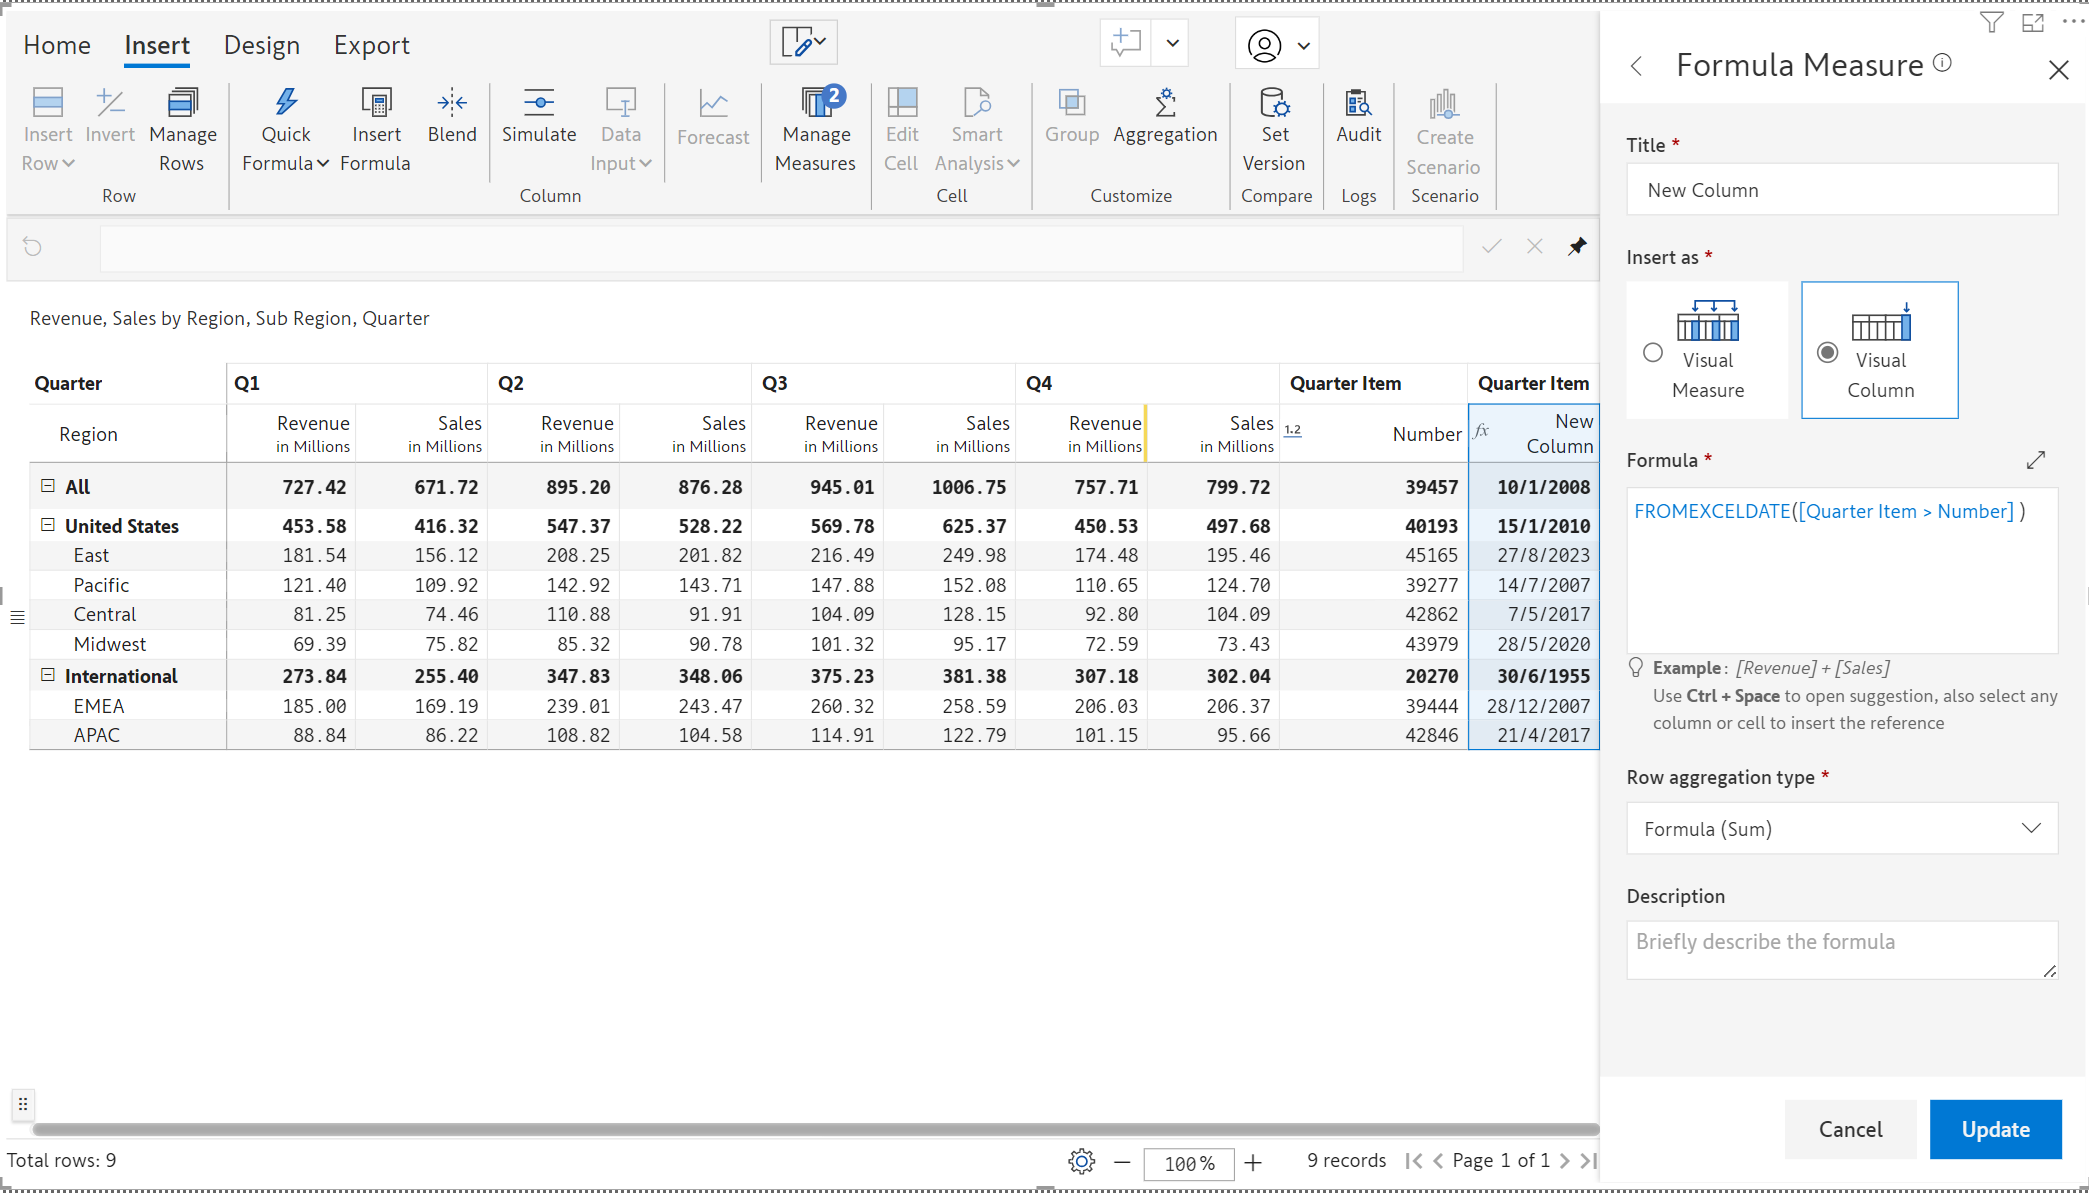 Home Insert Design Export
Insert Row Invert Manage Rows Quick Formula Insert Formula Blend Simulate Data Input Forecast Manage Measures 2 Edit Cell Smart Analysis Group Aggregation Set Version Audit Create Scenario
Row Column Cell Customize Compare Logs Scenario
Revenue, Sales by Region, Sub Region, Quarter
Quarter Q1 Q2 Q3 Q4 Quarter Item Quarter Item
Region Revenue in Millions Sales in Millions Revenue in Millions Sales in Millions Revenue in Millions Sales in Millions Revenue in Millions Sales in Millions 1.2 Number fx New Column
All 727.42 671.72 895.20 876.28 945.01 1006.75 757.71 799.72 39457 10/1/2008
United States 453.58 416.32 547.37 528.22 569.78 625.37 450.53 497.68 40193 15/1/2010
East 181.54 156.12 208.25 201.82 216.49 249.98 174.48 195.46 45165 27/8/2023
Pacific 121.40 109.92 142.92 143.71 147.88 152.08 110.65 124.70 39277 14/7/2007
Central 81.25 74.46 110.88 91.91 104.09 128.15 92.80 104.09 42862 7/5/2017
Midwest 69.39 75.82 85.32 90.78 101.32 95.17 72.59 73.43 43979 28/5/2020
International 273.84 255.40 347.83 348.06 375.23 381.38 307.18 302.04 20270 30/6/1955
EMEA 185.00 169.19 239.01 243.47 260.32 258.59 206.03 206.37 39444 28/12/2007
APAC 88.84 86.22 108.82 104.58 114.91 122.79 101.15 95.66 42846 21/4/2017
Total rows: 9
100%
9 records Page 1 of 1
Formula Measure
Title *
New Column
Insert as *
Visual Measure
Visual Column
Formula *
FROMEXCELDATE([Quarter Item > Number] )
Example : [Revenue] + [Sales]
Use Ctrl + Space to open suggestion, also select any
column or cell to insert the reference
Row aggregation type *
Formula (Sum)
Description
Briefly describe the formula
Cancel Update